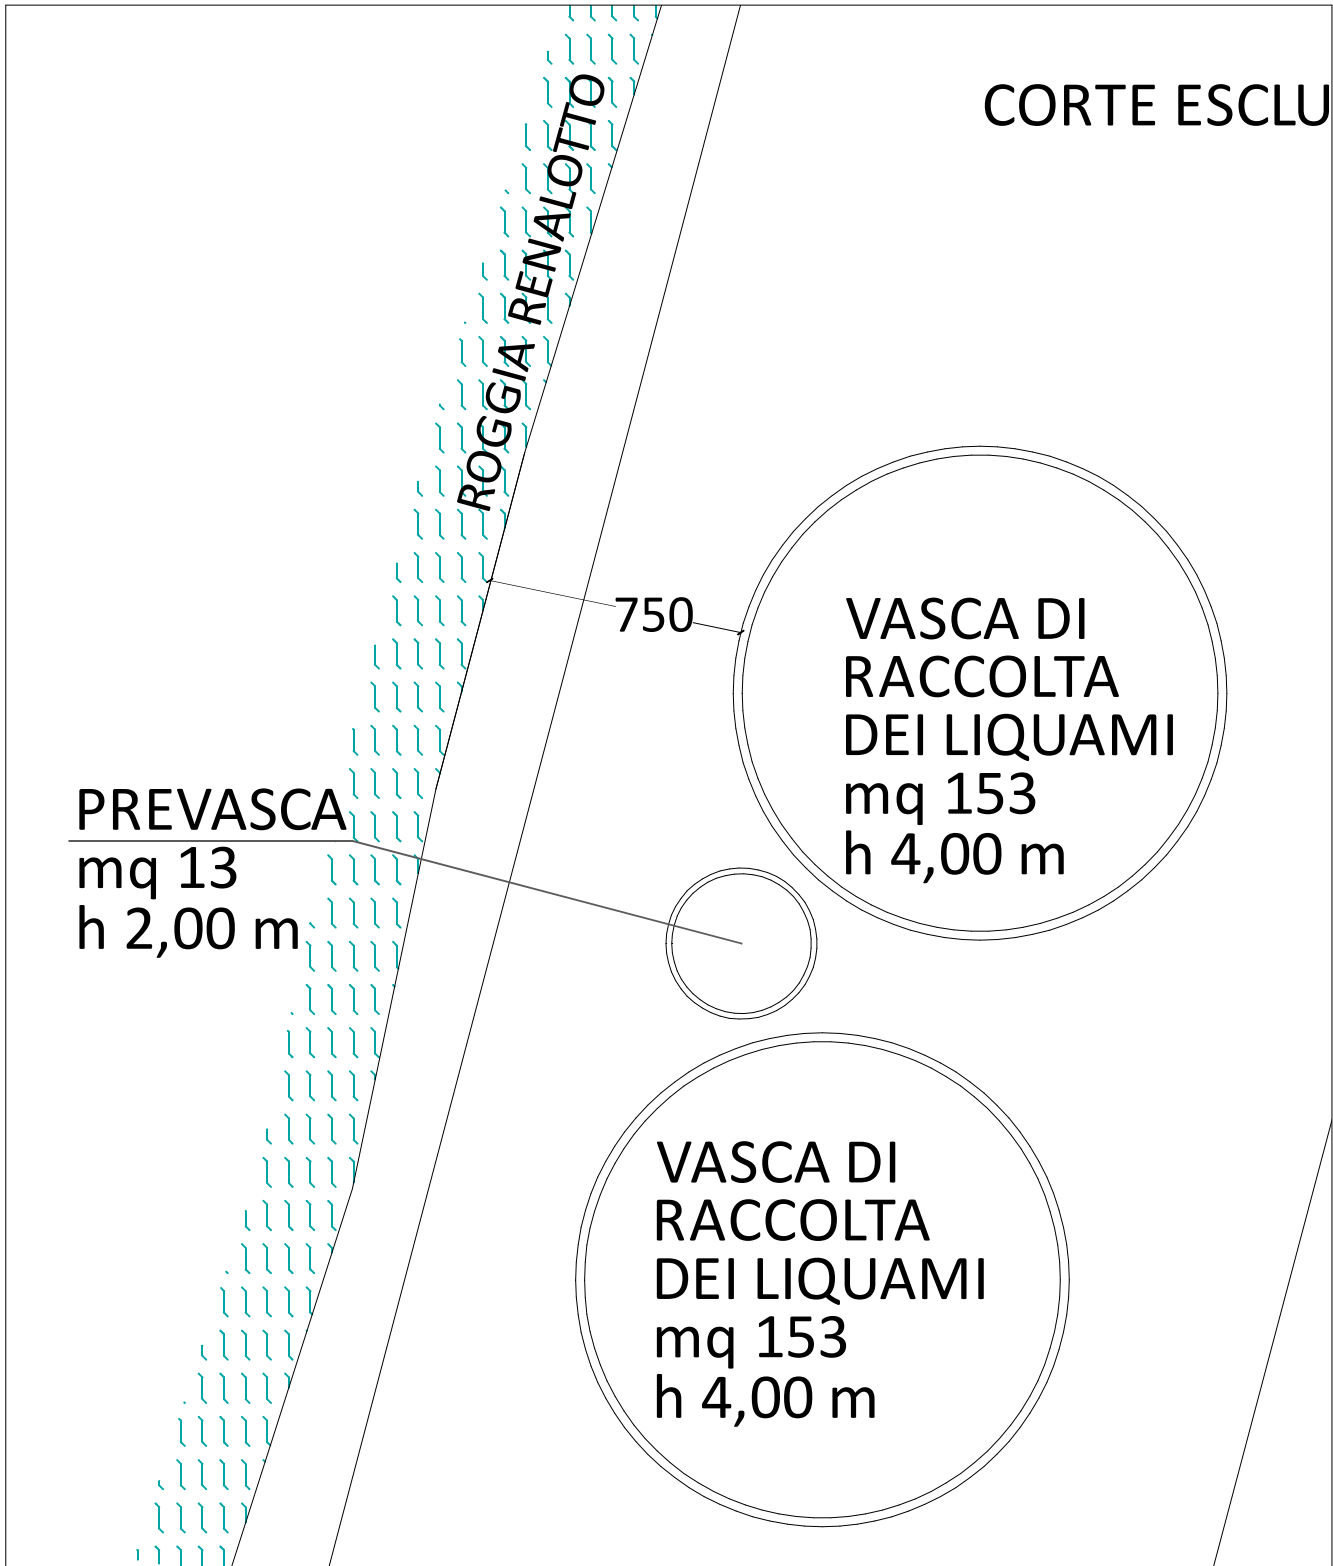 CORTE ESCLU
ROGGIA RENALOTTO
750
VASCA DI
RACCOLTA
DEI LIQUAMI
mq 153
h 4,00 m
PREVASCA
mq 13
h 2,00 m
VASCA DI
RACCOLTA
DEI LIQUAMI
mq 153
h 4,00 m